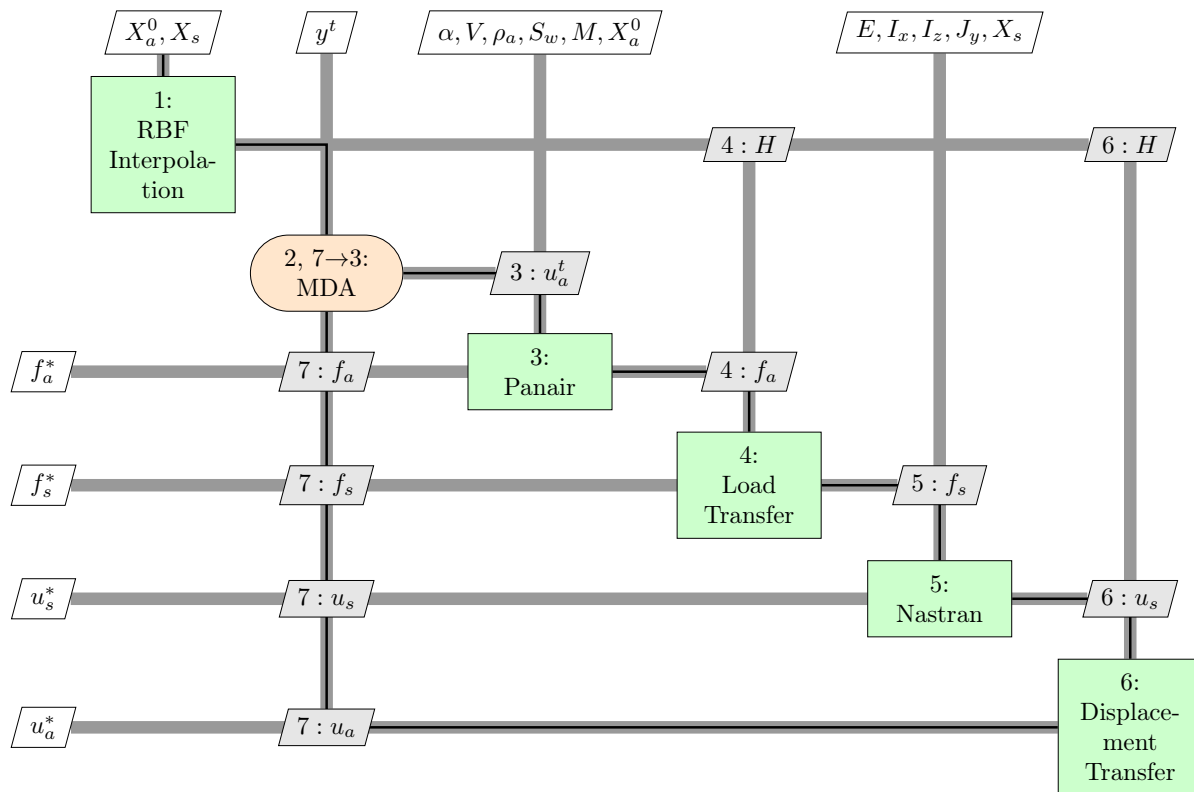 $X_a^0, X_s$
$y^t$
$\alpha, V, \rho_a, S_w, M, X_a^0$
$E, I_x, I_z, J_y, X_s$
1:
RBF
Interpola-
tion
4 : $H$
6 : $H$
2, 7→3:
MDA
3 : $u_a^t$
$f_a^*$
7 : $f_a$
3:
Panair
4 : $f_a$
$f_s^*$
7 : $f_s$
4:
Load
Transfer
5 : $f_s$
$u_s^*$
7 : $u_s$
5:
Nastran
6 : $u_s$
$u_a^*$
7 : $u_a$
6:
Displace-
ment
Transfer